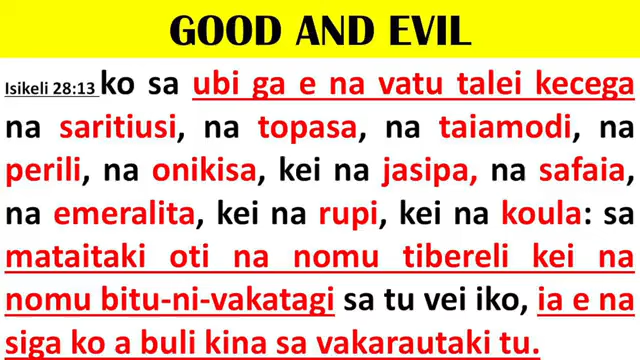 GOOD AND EVIL
Isikeli 28:13 ko sa ubi ga e na vatu talei kecega
na saritiusi, na topasa, na taiamodi, na
perili, na onikisa, kei na jasipa, na safaia,
na emeralita, kei na rupi, kei na koula: sa
mataitaki oti na nomu tibereli kei na
nomu bitu-ni-vakatagi sa tu vei iko, ia e na
siga ko a buli kina sa vakarautaki tu.